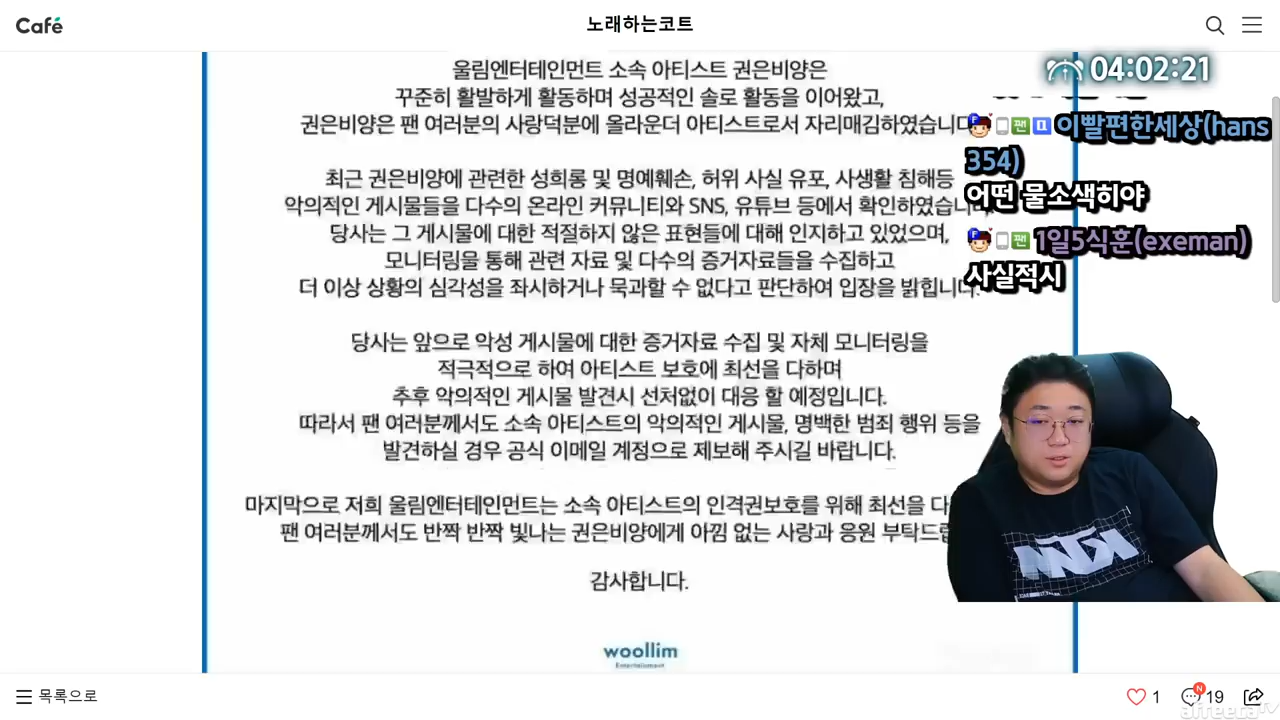 Café
노래하는코트
04:02:21
울림엔터테인먼트 소속 아티스트 권은비양은
꾸준히 활발하게 활동하며 성공적인 솔로 활동을 이어왔고,
권은비양은 팬 여러분의 사랑덕분에 올라운더 아티스트로서 자리매김하였습니다
최근 권은비양에 관련한 성희롱 및 명예훼손, 허위 사실 유포, 사생활 침해등
악의적인 게시물들을 다수의 온라인 커뮤니티와 SNS, 유튜브 등에서 확인하였습니다.
당사는 그 게시물에 대한 적절하지 않은 표현들에 대해 인지하고 있었으며,
모니터링을 통해 관련 자료 및 다수의 증거자료들을 수집하고
더 이상 상황의 심각성을 좌시하거나 묵과할 수 없다고 판단하여 입장을 밝힙니다.
당사는 앞으로 악성 게시물에 대한 증거자료 수집 및 자체 모니터링을
적극적으로 하여 아티스트 보호에 최선을 다하며
추후 악의적인 게시물 발견시 선처없이 대응 할 예정입니다.
따라서 팬 여러분께서도 소속 아티스트의 악의적인 게시물, 명백한 범죄 행위 등을
발견하실 경우 공식 이메일 계정으로 제보해 주시길 바랍니다.
마지막으로 저희 울림엔터테인먼트는 소속 아티스트의 인격권보호를 위해 최선을 다
팬 여러분께서도 반짝 반짝 빛나는 권은비양에게 아낌 없는 사랑과 응원 부탁드립
감사합니다.
woollim
Entertainment
F 팬 이빨편한세상(hans
354)
어떤 물소색히야
F 팬 1일5식훈(exeman)
사실적시
목록으로
1
N
19
afreecaTV